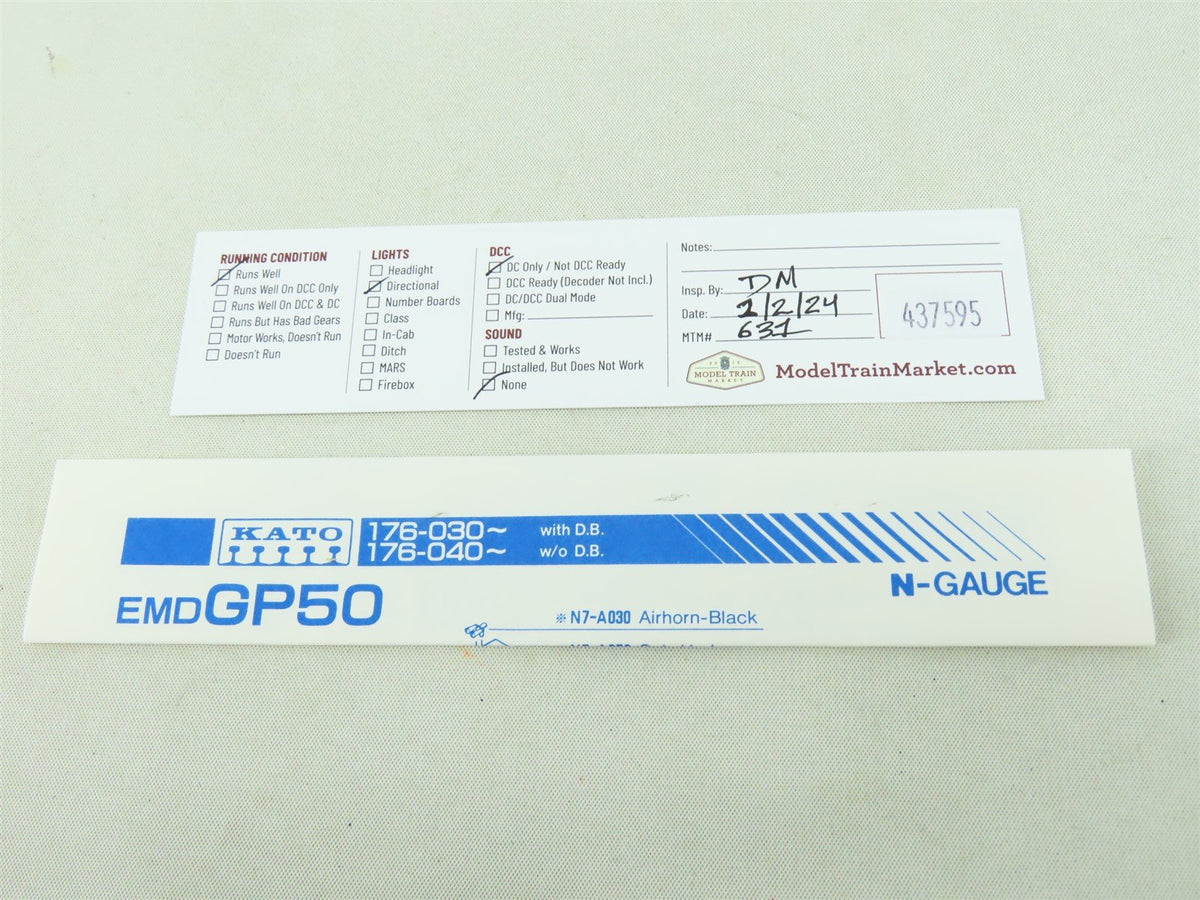 RUNNING CONDITION
Runs Well
Runs Well On DCC Only
Runs Well On DCC & DC
Runs But Has Bad Gears
Motor Works, Doesn't Run
Doesn't Run
LIGHTS
Headlight
Directional
Number Boards
Class
In-Cab
Ditch
MARS
Firebox
DCC
DC Only / Not DCC Ready
DCC Ready (Decoder Not Incl.)
DC/DCC Dual Mode
Mfg:
SOUND
Tested & Works
Installed, But Does Not Work
None
Notes:
Insp. By: DM
Date: 1/2/24
MTM# 631
437595
MODEL TRAIN
MARKET
ModelTrainMarket.com
KATO
176-030~ with D.B.
176-040~ w/o D.B.
N-GAUGE
EMD GP50
※ N7-A030 Airhorn-Black